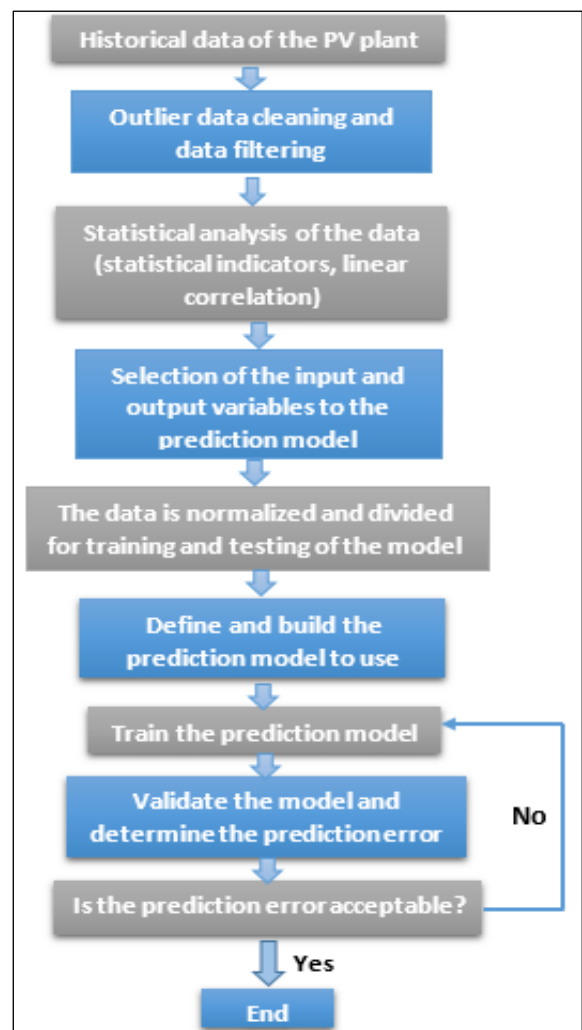 Historical data of the PV plant
Outlier data cleaning and
data filtering
Statistical analysis of the data
(statistical indicators, linear
correlation)
Selection of the input and
output variables to the
prediction model
The data is normalized and divided
for training and testing of the model
Define and build the
prediction model to use
Train the prediction model
Validate the model and
determine the prediction error
No
Is the prediction error acceptable?
Yes
End